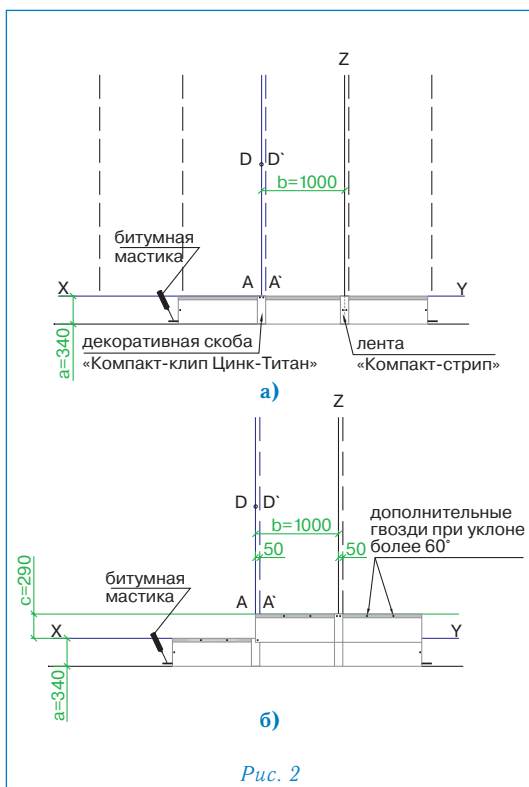 Z
D D`
b=1000
битумная
мастика
X
A A`
Y
a=340
декоративная скоба
«Компакт-клип Цинк-Титан»
лента
«Компакт-стрип»
а)
Z
D D`
b=1000
50
50
дополнительные
гвозди при уклоне
более 60°
битумная
мастика
c=290
A A`
X
Y
a=340
б)
Рис. 2